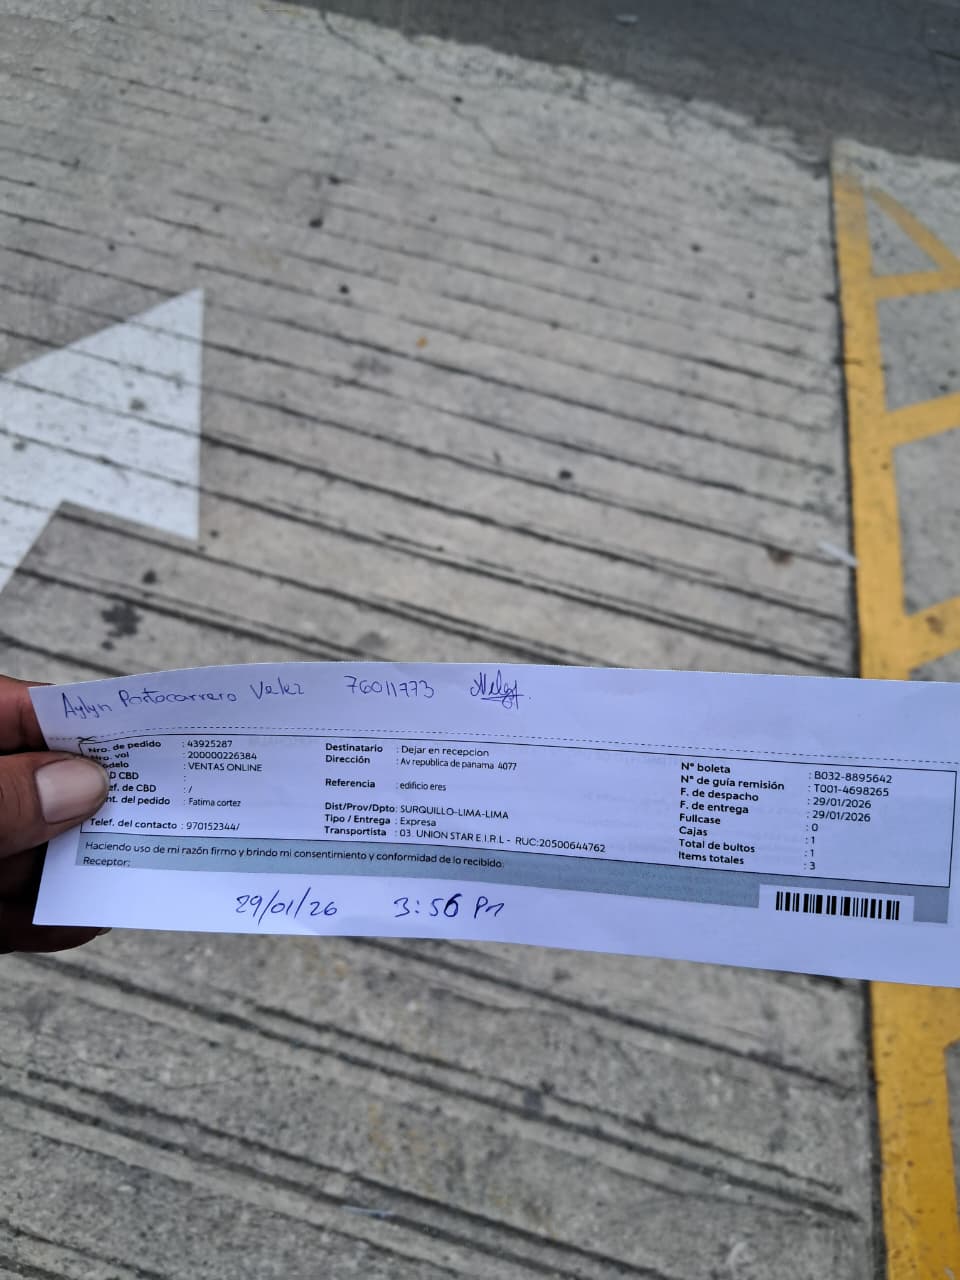 Aylyn Portocarrero Velez 76011773
Nro. de pedido : 43925287
Nro. vol : 200000226384
odelo : VENTAS ONLINE
D CBD :
ef. de CBD : /
nt. del pedido : Fatima cortez
Telef. del contacto : 970152344/
Destinatario : Dejar en recepcion
Dirección : Av republica de panama 4077
Referencia : edificio eres
Dist/Prov/Dpto: SURQUILLO-LIMA-LIMA
Tipo / Entrega : Expresa
Transportista : 03. UNION STAR E.I.R.L - RUC:20500644762
N° boleta : B032-8895642
N° de guía remisión : T001-4698265
F. de despacho : 29/01/2026
F. de entrega : 29/01/2026
Fullcase : 0
Cajas : 1
Total de bultos : 1
Items totales : 3
Haciendo uso de mi razón firmo y brindo mi consentimiento y conformidad de lo recibido:
Receptor:
29/01/26 3:56 Pm